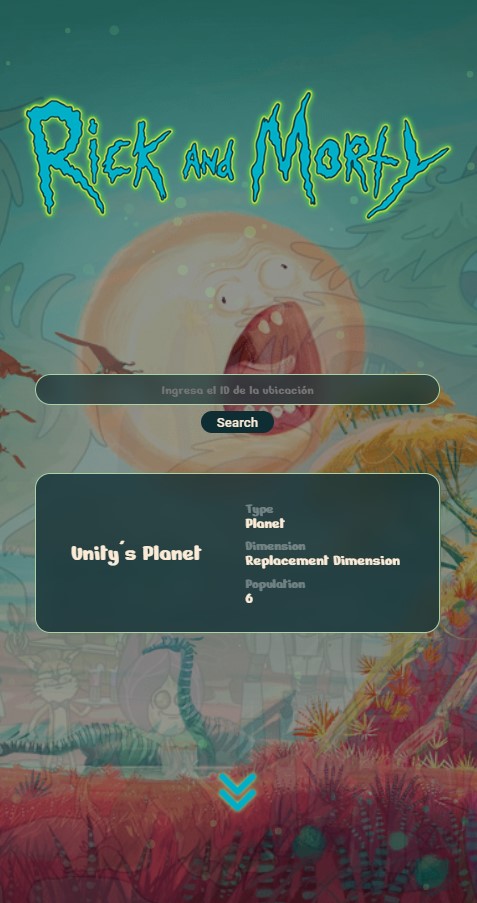 Rick and Morty
Ingresa el ID de la ubicación
Search
Unity's Planet
Type
Planet
Dimension
Replacement Dimension
Population
6